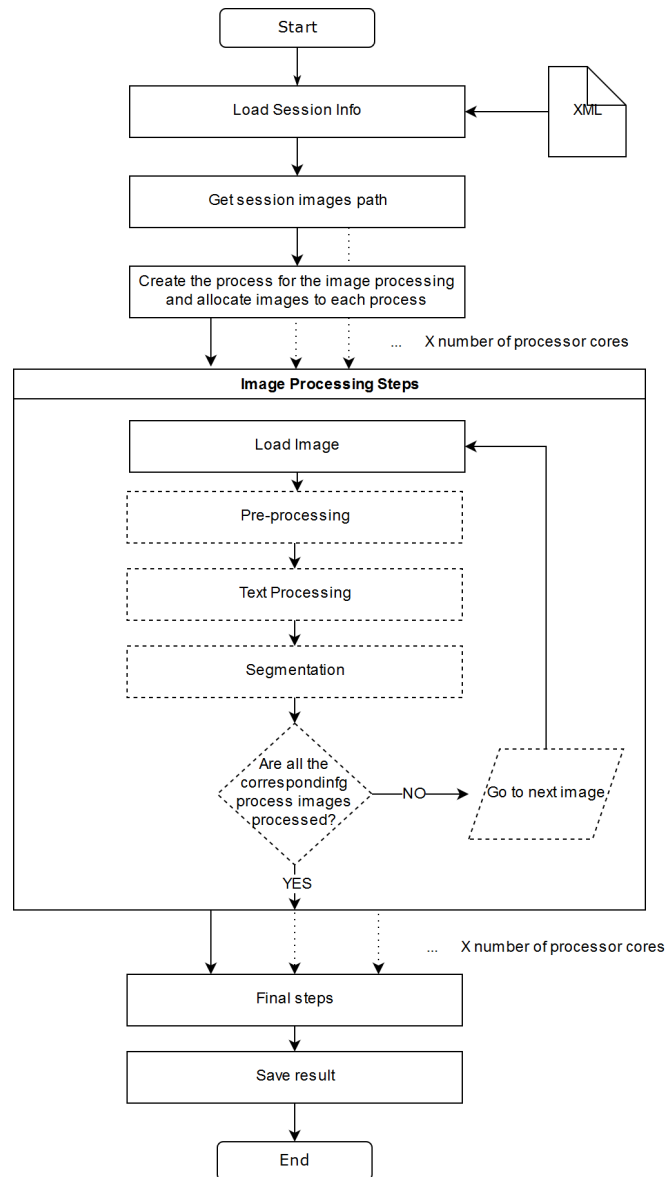 Start
Load Session Info
XML
Get session images path
Create the process for the image processing
and allocate images to each process
... X number of processor cores
Image Processing Steps
Load Image
Pre-processing
Text Processing
Segmentation
Are all the
correspondinfg
process images
processed?
NO
Go to next image
YES
... X number of processor cores
Final steps
Save result
End